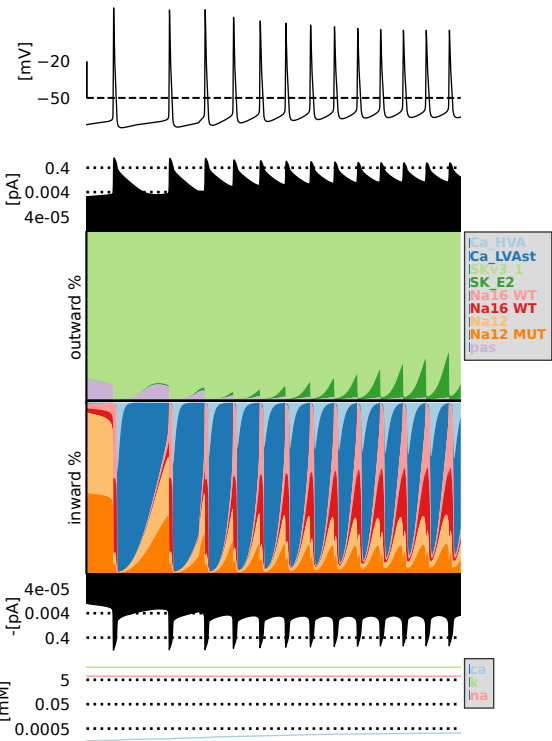 [mV]
−20
−50
[pA]
0.4
0.004
4e-05
outward %
Ca_HVA
Ca_LVAst
SKv3_1
SK_E2
Na16 WT
Na16 WT
Na12
Na12 MUT
pas
inward %
-[pA]
4e-05
0.004
0.4
[mM]
5
0.05
0.0005
ca
k
na